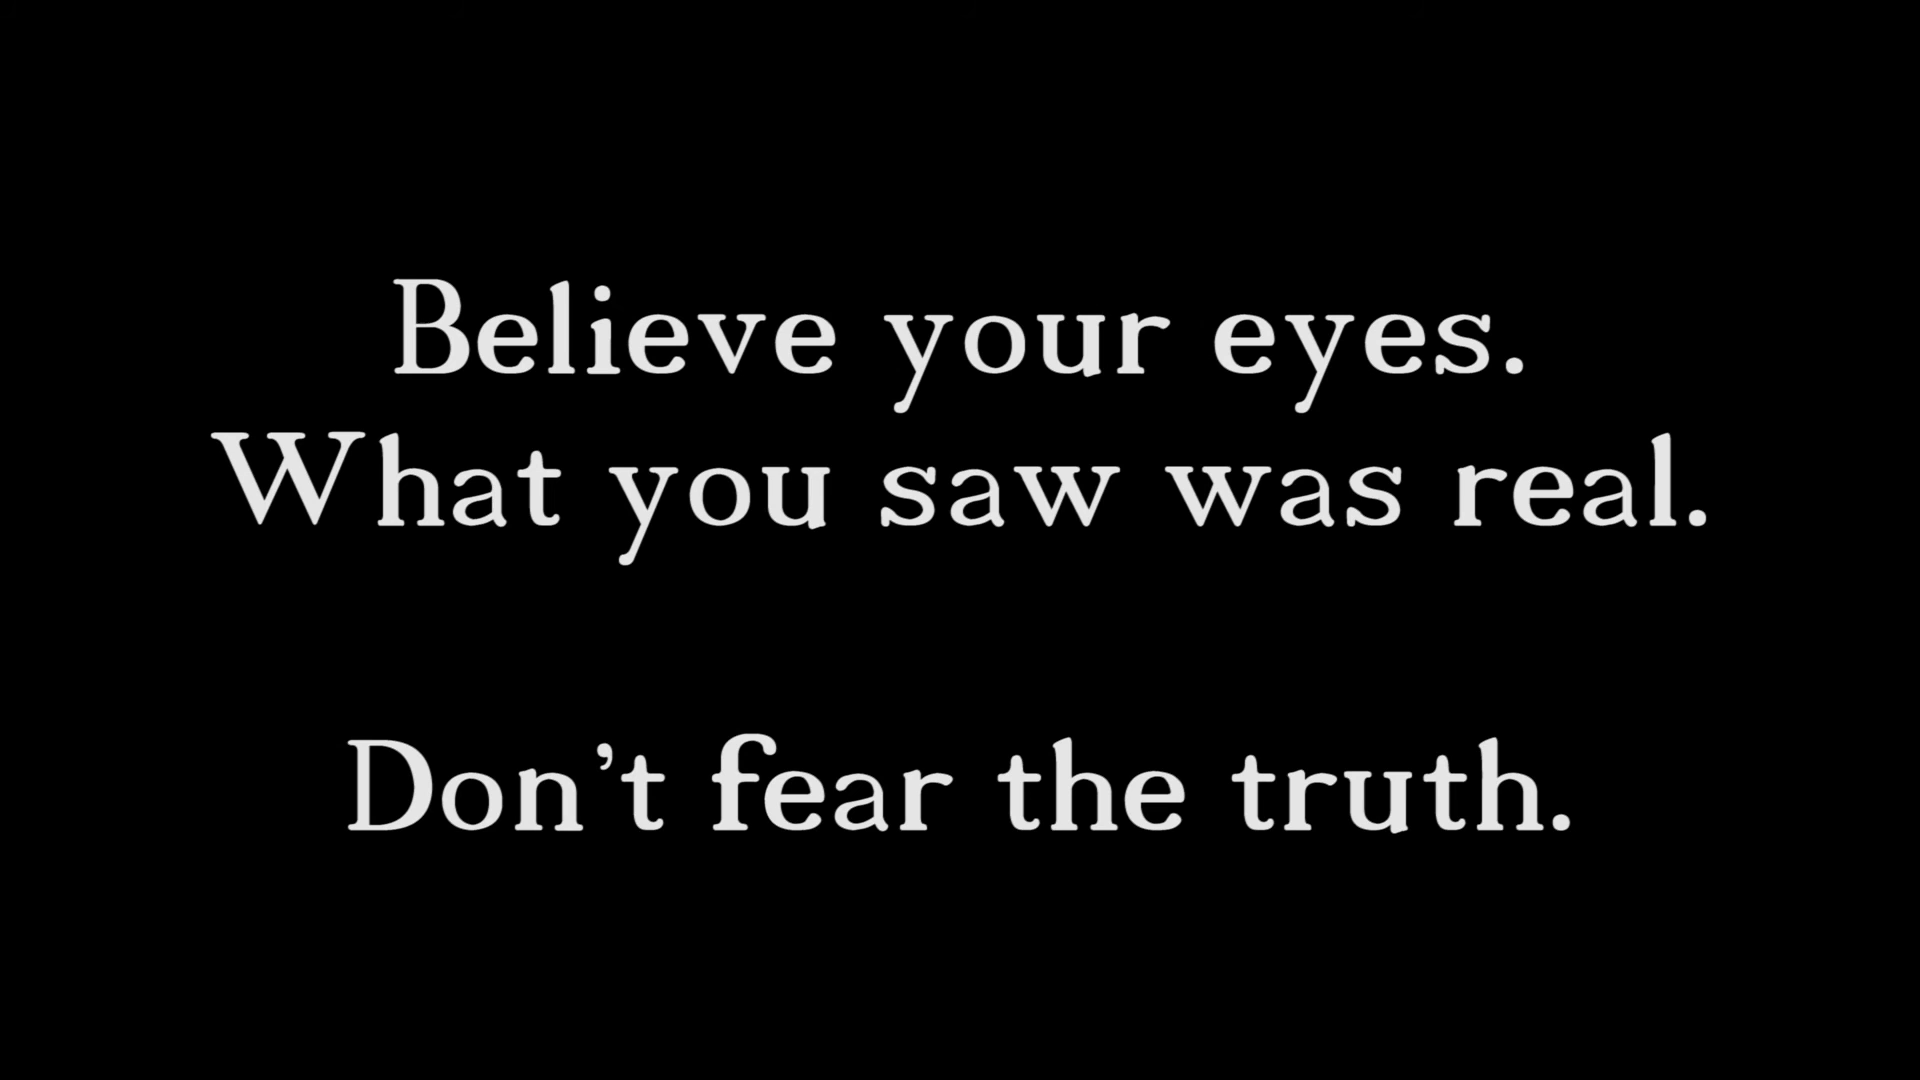 Believe your eyes.
What you saw was real.
Don’t fear the truth.